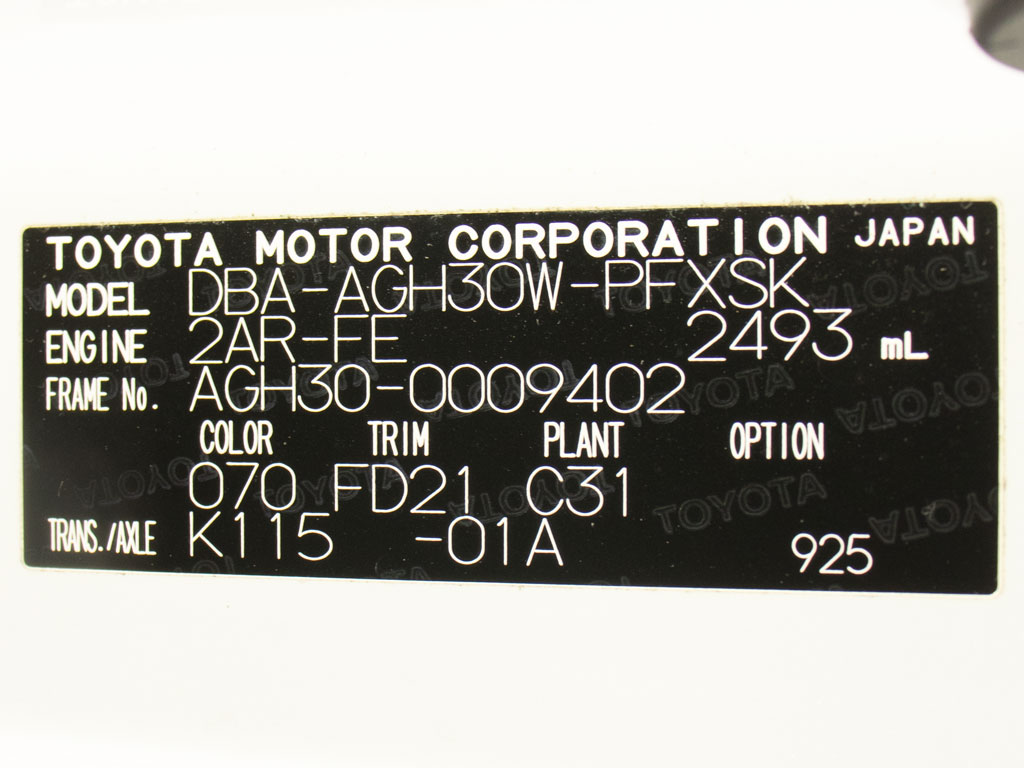 TOYOTA MOTOR CORPORATION JAPAN
MODEL DBA-AGH30W-PFXSK
ENGINE 2AR-FE 2493 mL
FRAME No. AGH30-0009402
COLOR TRIM PLANT OPTION
070 FD21 C31
TRANS./AXLE K115 -01A 925